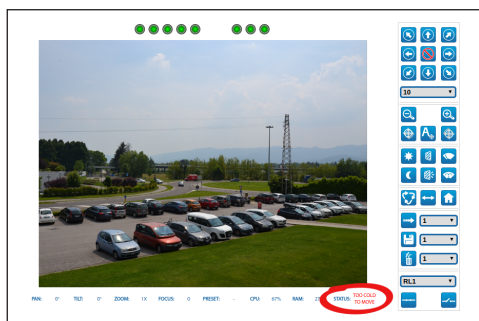 10
A
1
1
1
RL1
PAN: 0° TILT: 0° ZOOM: 1X FOCUS: 0 PRESET: - CPU: 67% RAM: STATUS: TOO COLD
TO MOVE